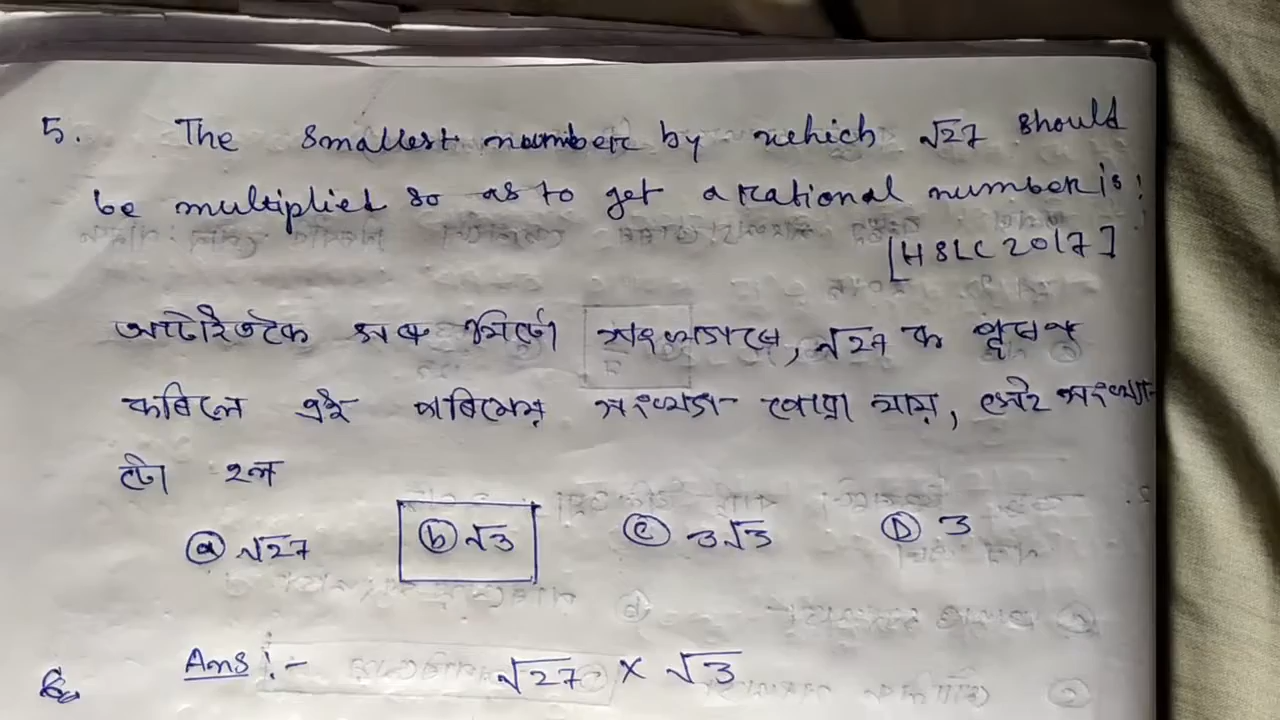 5. The smallest number by which √27 should
be multiplied so as to get a rational number is:
[HSLC 2017]
আটাইতকৈ সৰু যিটো সংখ্যাৰে, √27 ক পূৰণ
কৰিলে এটা পৰিমেয় সংখ্যা পোৱা যায়, সেই সংখ্যা-
টো হল
ⓐ √27 ⓑ √3 ⓒ 3√3 Ⓓ 3
Ans :- √27 × √3